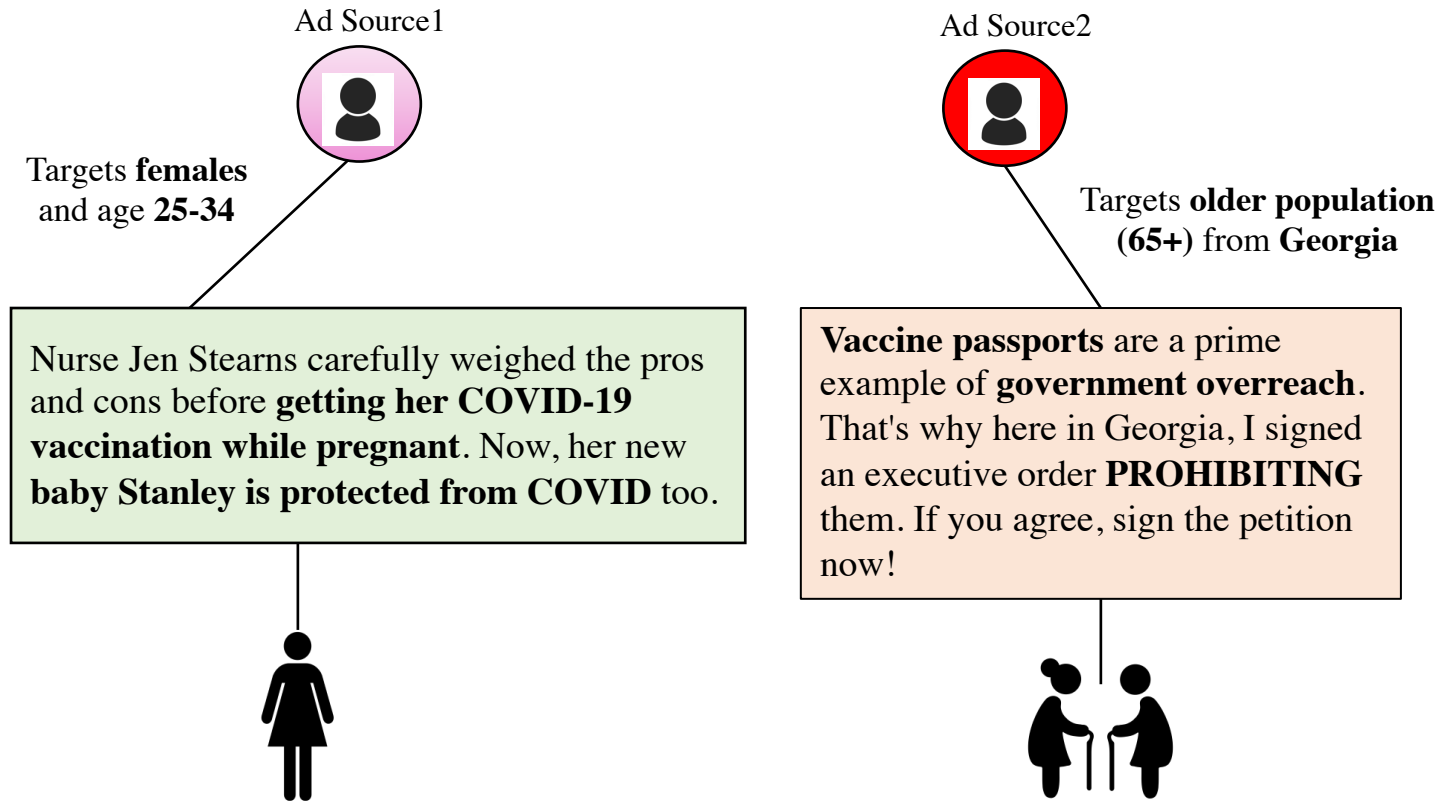 Ad Source1
Targets females
and age 25-34
Nurse Jen Stearns carefully weighed the pros
and cons before getting her COVID-19
vaccination while pregnant. Now, her new
baby Stanley is protected from COVID too.
Ad Source2
Targets older population
(65+) from Georgia
Vaccine passports are a prime
example of government overreach.
That's why here in Georgia, I signed
an executive order PROHIBITING
them. If you agree, sign the petition
now!